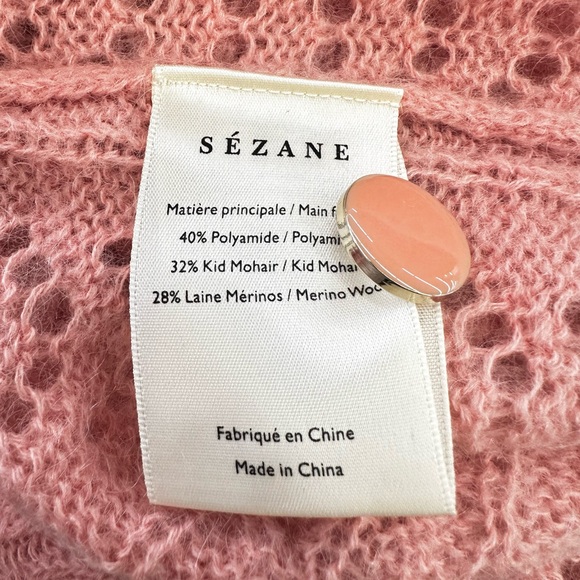 SÉZANE
Matière principale / Main
40% Polyamide /
32% Kid Mohair / Kid
28% Laine Mérinos / Merino
Fabriqué en Chine
Made in China